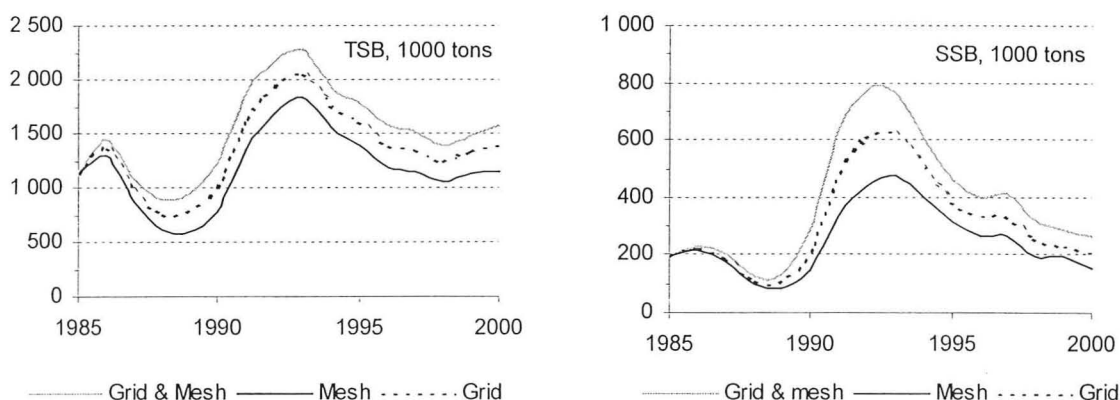 2 500
TSB, 1000 tons
2 000
1 500
1 000
500
0
1985 1990 1995 2000
Grid & Mesh Mesh Grid
1 000
SSB, 1000 tons
800
600
400
200
0
1985 1990 1995 2000
Grid & mesh Mesh Grid